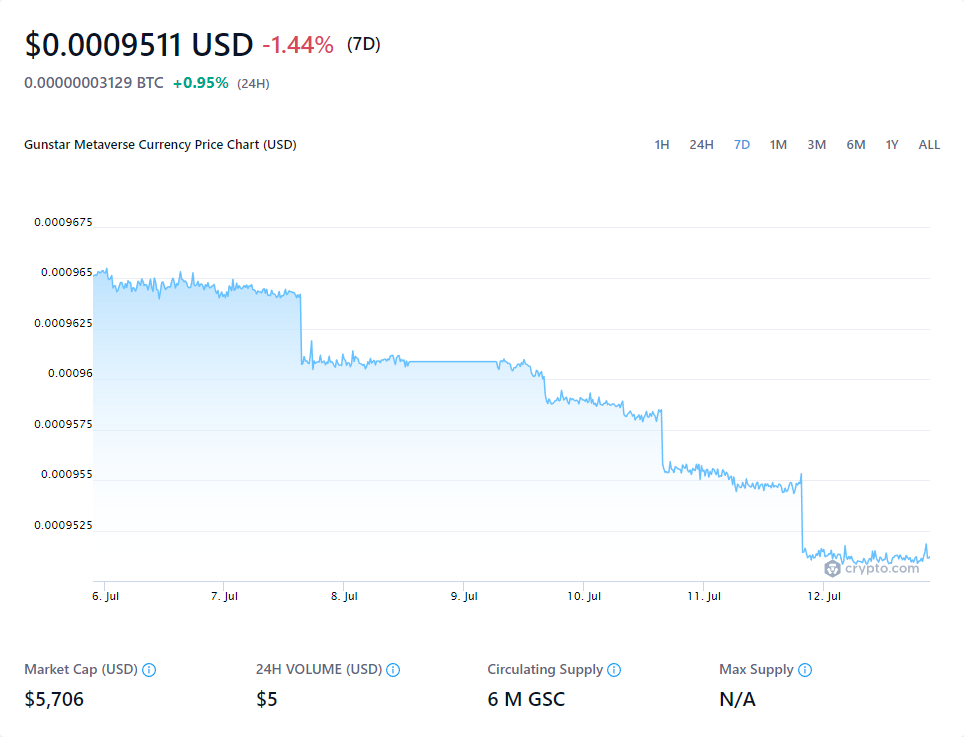 $0.0009511 USD -1.44% (7D)
0.00000003129 BTC +0.95% (24H)
Gunstar Metaverse Currency Price Chart (USD) 1H 24H 7D 1M 3M 6M 1Y ALL
0.0009675
0.000965
0.0009625
0.00096
0.0009575
0.000955
0.0009525
crypto.com
6. Jul 7. Jul 8. Jul 9. Jul 10. Jul 11. Jul 12. Jul
Market Cap (USD) 24H VOLUME (USD) Circulating Supply Max Supply
$5,706 $5 6 M GSC N/A